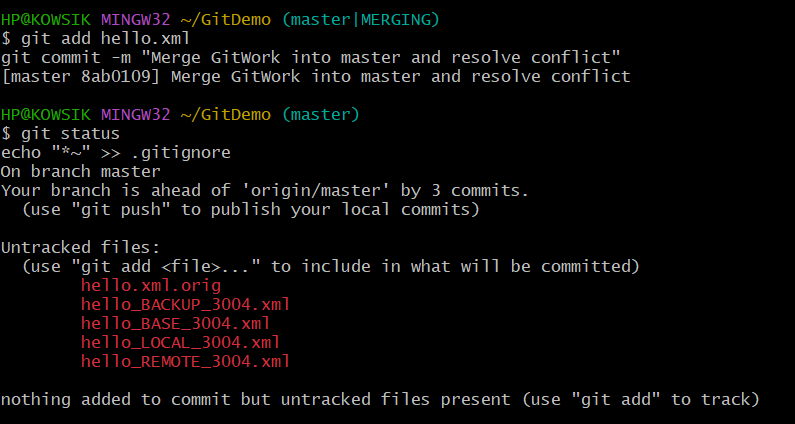 HP@KOWSIK MINGW32 ~/GitDemo (master|MERGING)
$ git add hello.xml
git commit -m "Merge GitWork into master and resolve conflict"
[master 8ab0109] Merge GitWork into master and resolve conflict
HP@KOWSIK MINGW32 ~/GitDemo (master)
$ git status
echo "*~" >> .gitignore
On branch master
Your branch is ahead of 'origin/master' by 3 commits.
(use "git push" to publish your local commits)
Untracked files:
(use "git add <file>..." to include in what will be committed)
hello.xml.orig
hello_BACKUP_3004.xml
hello_BASE_3004.xml
hello_LOCAL_3004.xml
hello_REMOTE_3004.xml
nothing added to commit but untracked files present (use "git add" to track)